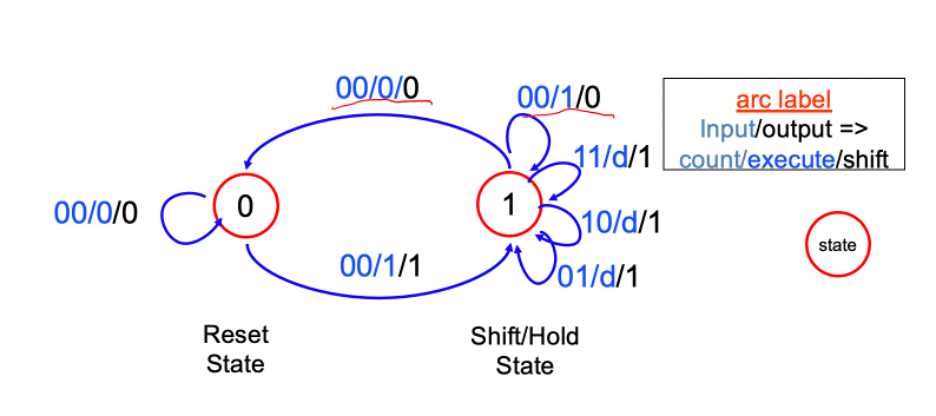 00/0/0
00/1/0
arc label
Input/output =>
count/execute/shift
11/d/1
00/0/0
0
1
10/d/1
state
00/1/1
01/d/1
Reset
State
Shift/Hold
State